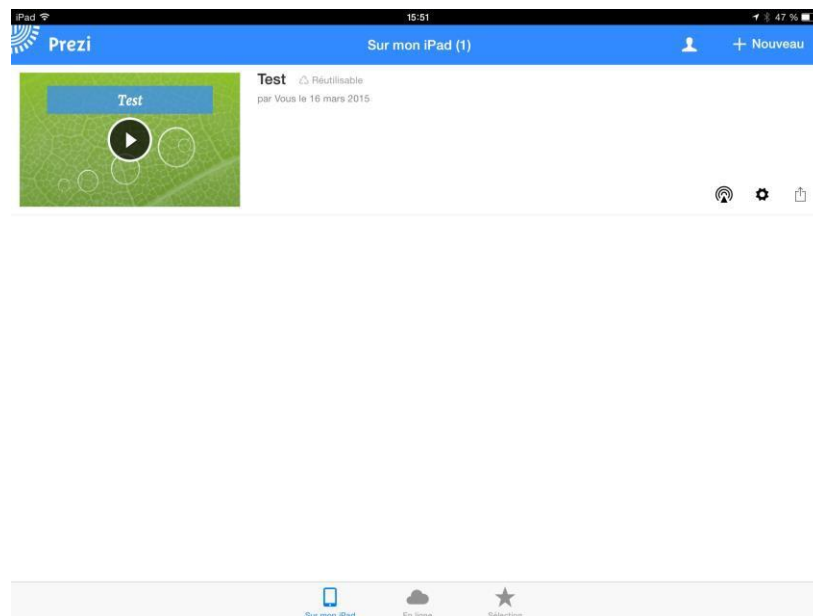 iPad 15:51 47 %
Prezi Sur mon iPad (1) + Nouveau
Test Réutilisable
par Vous le 16 mars 2015
Test
Sur mon iPad En ligne Sélection